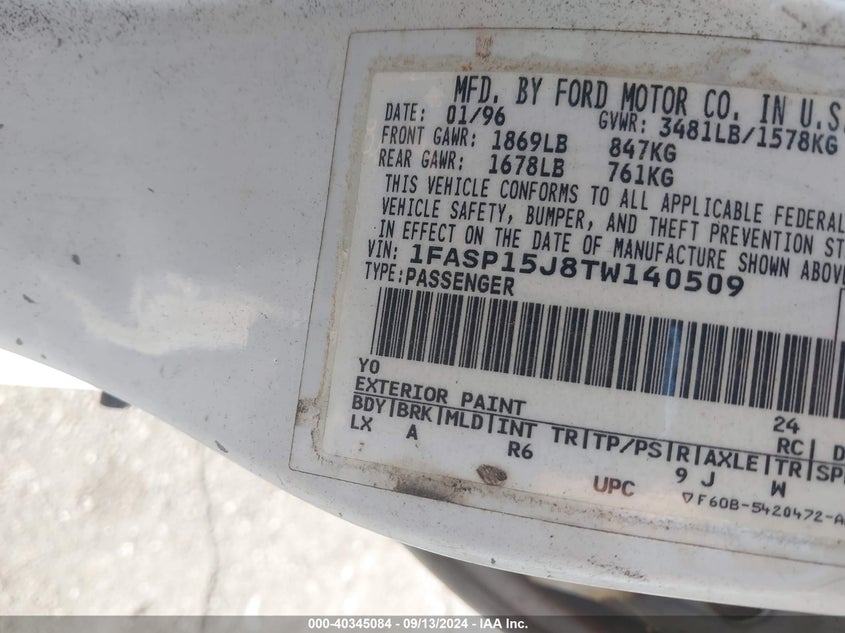 MFD. BY FORD MOTOR CO. IN U.S.
DATE: 01/96 GVWR: 3481LB/1578KG
FRONT GAWR: 1869LB 847KG
REAR GAWR: 1678LB 761KG
THIS VEHICLE CONFORMS TO ALL APPLICABLE FEDERAL
VEHICLE SAFETY, BUMPER, AND THEFT PREVENTION ST
IN EFFECT ON THE DATE OF MANUFACTURE SHOWN ABOVE
VIN: 1FASP15J8TW140509
TYPE: PASSENGER
YO
EXTERIOR PAINT 24
BDY|BRK|MLD|INT TR|TP/PS|R|AXLE|TR|SP RC| D
LX A R6 9 J W
UPC ▽F60B-5420472-A
000-40345084 - 09/13/2024 - IAA Inc.